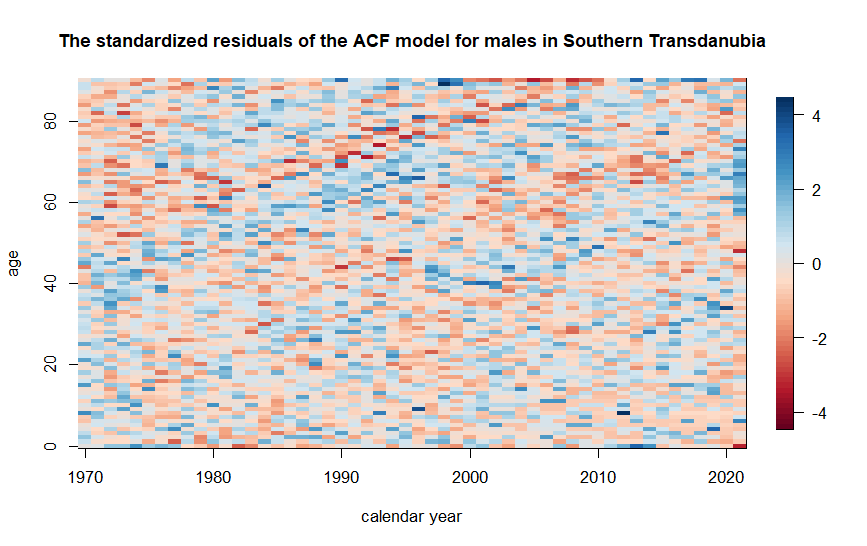 The standardized residuals of the ACF model for males in Southern Transdanubia
age
80
60
40
20
0
1970 1980 1990 2000 2010 2020
calendar year
4
2
0
-2
-4